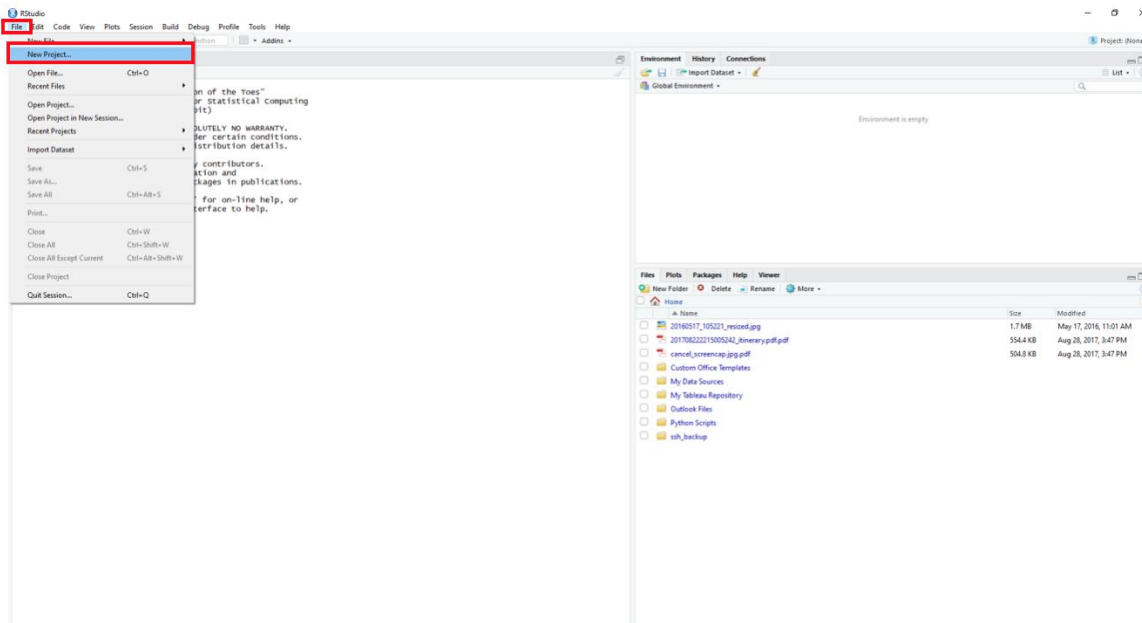 RStudio
File Edit Code View Plots Session Build Debug Profile Tools Help
New File
Addins
Project: (None
New Project...
Open File... Ctrl+O
Recent Files
Open Project...
Open Project in New Session...
Recent Projects
Import Dataset
Save Ctrl+S
Save As...
Save All Ctrl+Alt+S
Print...
Close Ctrl+W
Close All Ctrl+Shift+W
Close All Except Current Ctrl+Alt+Shift+W
Close Project
Quit Session... Ctrl+Q
on of the Toes"
or Statistical Computing
bit)
OLUTELY NO WARRANTY.
der certain conditions.
istribution details.
y contributors.
ation and
ckages in publications.
' for on-line help, or
terface to help.
Environment History Connections
Import Dataset
List
Global Environment
Environment is empty
Files Plots Packages Help Viewer
New Folder Delete Rename More
Home
Name Size Modified
20160517_105221_resized.jpg 1.7 MB May 17, 2016, 11:01 AM
201708222215005242_itinerary.pdf.pdf 554.4 KB Aug 28, 2017, 3:47 PM
cancel_screencap.jpg.pdf 504.8 KB Aug 28, 2017, 3:47 PM
Custom Office Templates
My Data Sources
My Tableau Repository
Outlook Files
Python Scripts
ssh_backup